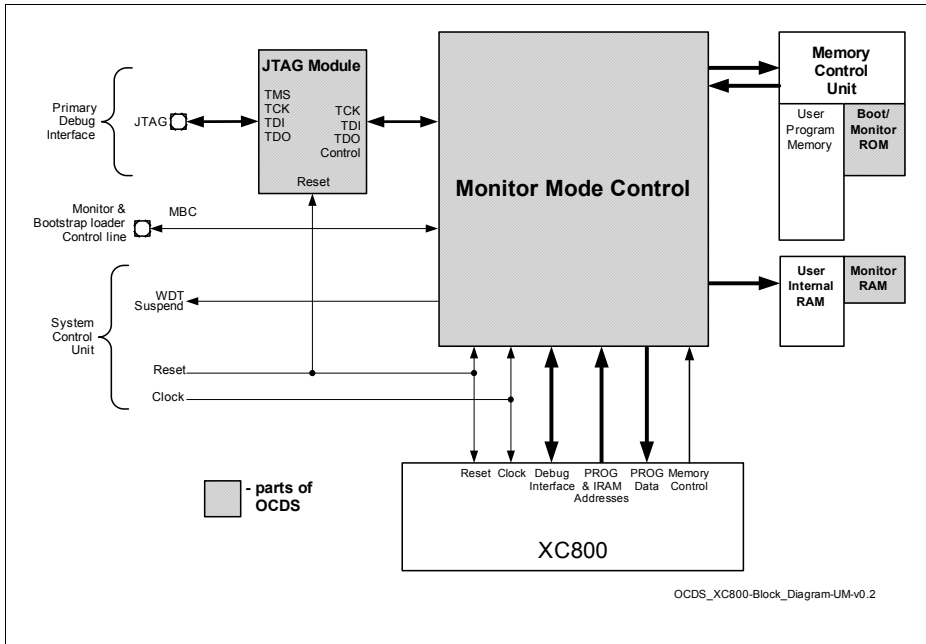 JTAG Module
TMS
TCK
TDI
TDO
TCK
TDI
TDO
Control
Reset
Primary
Debug
Interface
JTAG
Monitor &
Bootstrap loader
Control line
MBC
System
Control
Unit
WDT
Suspend
Reset
Clock
Monitor Mode Control
Memory
Control
Unit
User
Program
Memory
Boot/
Monitor
ROM
User
Internal
RAM
Monitor
RAM
- parts of
OCDS
Reset
Clock
Debug
Interface
PROG
& IRAM
Addresses
PROG
Data
Memory
Control
XC800
OCDS_XC800-Block_Diagram-UM-v0.2